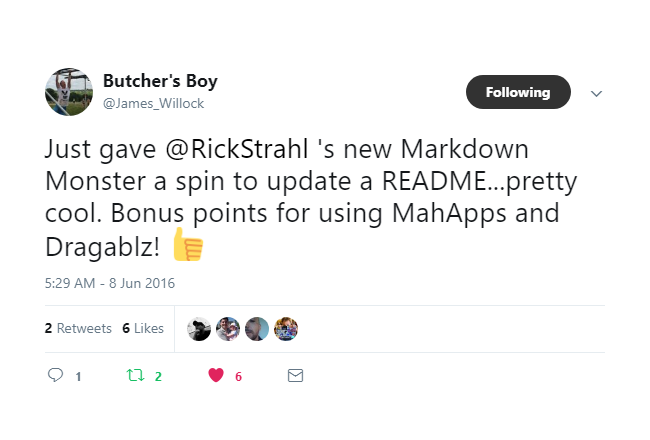 Butcher's Boy
@James_Willock
Following
Just gave @RickStrahl 's new Markdown
Monster a spin to update a README...pretty
cool. Bonus points for using MahApps and
Dragablz! 👍
5:29 AM - 8 Jun 2016
2 Retweets 6 Likes
1 2 6